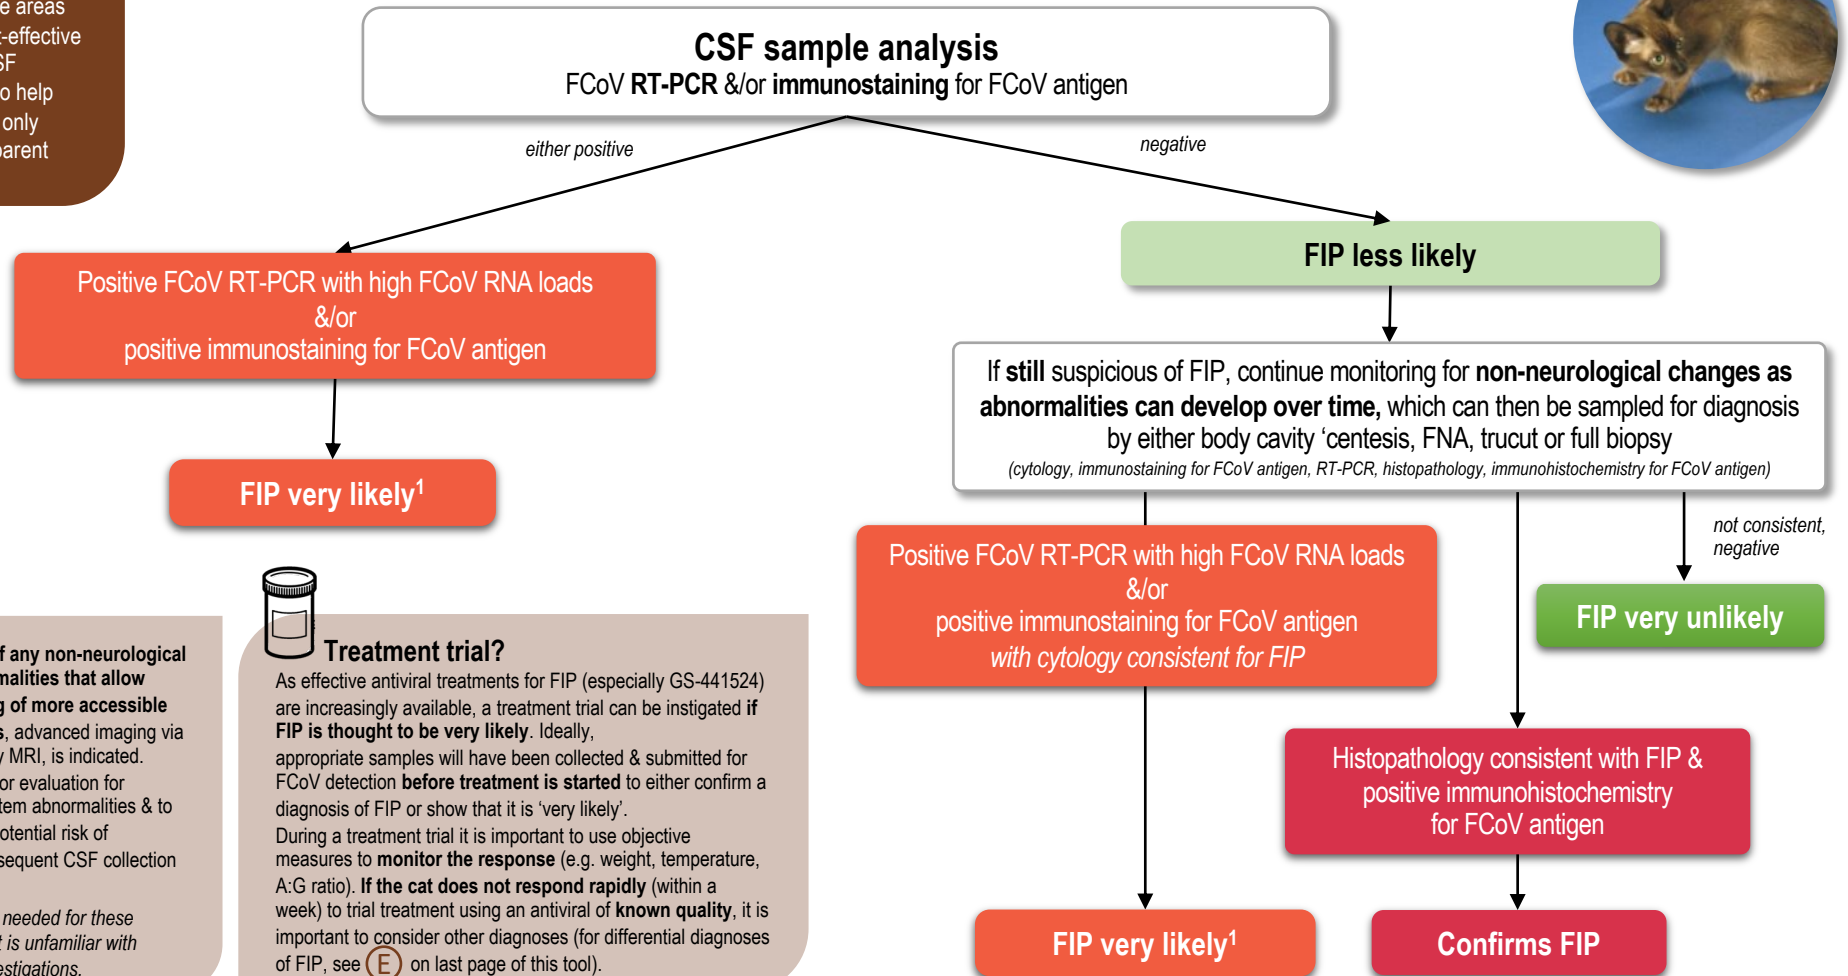 e areas
t-effective
SF
o help
only
parent
CSF sample analysis
FCoV RT-PCR &/or immunostaining for FCoV antigen
either positive
negative
Positive FCoV RT-PCR with high FCoV RNA loads
&/or
positive immunostaining for FCoV antigen
FIP very likely¹
FIP less likely
If still suspicious of FIP, continue monitoring for non-neurological changes as
abnormalities can develop over time, which can then be sampled for diagnosis
by either body cavity ‘centesis, FNA, trucut or full biopsy
(cytology, immunostaining for FCoV antigen, RT-PCR, histopathology, immunohistochemistry for FCoV antigen)
not consistent,
negative
Positive FCoV RT-PCR with high FCoV RNA loads
&/or
positive immunostaining for FCoV antigen
with cytology consistent for FIP
FIP very unlikely
Histopathology consistent with FIP &
positive immunohistochemistry
for FCoV antigen
FIP very likely¹
Confirms FIP
f any non-neurological
malities that allow
g of more accessible
s, advanced imaging via
y MRI, is indicated.
or evaluation for
stem abnormalities & to
otential risk of
sequent CSF collection
needed for these
t is unfamiliar with
estigations.
Treatment trial?
As effective antiviral treatments for FIP (especially GS-441524)
are increasingly available, a treatment trial can be instigated if
FIP is thought to be very likely. Ideally,
appropriate samples will have been collected & submitted for
FCoV detection before treatment is started to either confirm a
diagnosis of FIP or show that it is ‘very likely’.
During a treatment trial it is important to use objective
measures to monitor the response (e.g. weight, temperature,
A:G ratio). If the cat does not respond rapidly (within a
week) to trial treatment using an antiviral of known quality, it is
important to consider other diagnoses (for differential diagnoses
of FIP, see E on last page of this tool).